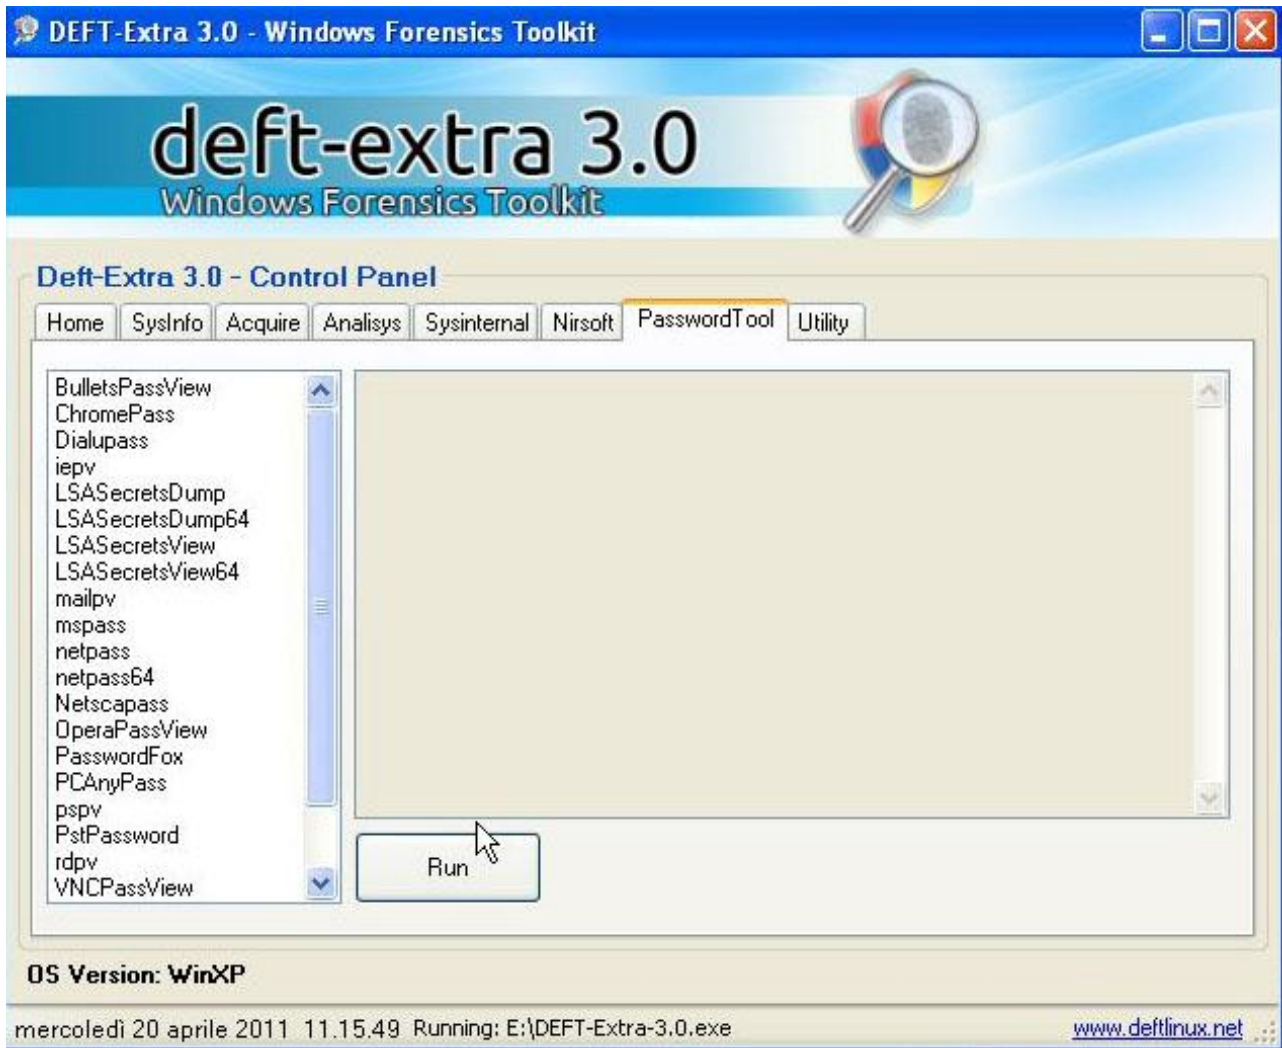 DEFT-Extra 3.0 - Windows Forensics Toolkit
deft-extra 3.0
Windows Forensics Toolkit
Deft-Extra 3.0 - Control Panel
Home SysInfo Acquire Analisys Sysinternal Nirsoft PasswordTool Utility
BulletsPassView
ChromePass
Dialupass
iepv
LSASecretsDump
LSASecretsDump64
LSASecretsView
LSASecretsView64
mailpv
mspass
netpass
netpass64
Netscapass
OperaPassView
PasswordFox
PCAnyPass
pspv
PstPassword
rdpv
VNCPassView
Run
OS Version: WinXP
mercoledì 20 aprile 2011 11.15.49 Running: E:\DEFT-Extra-3.0.exe www.deftlinux.net